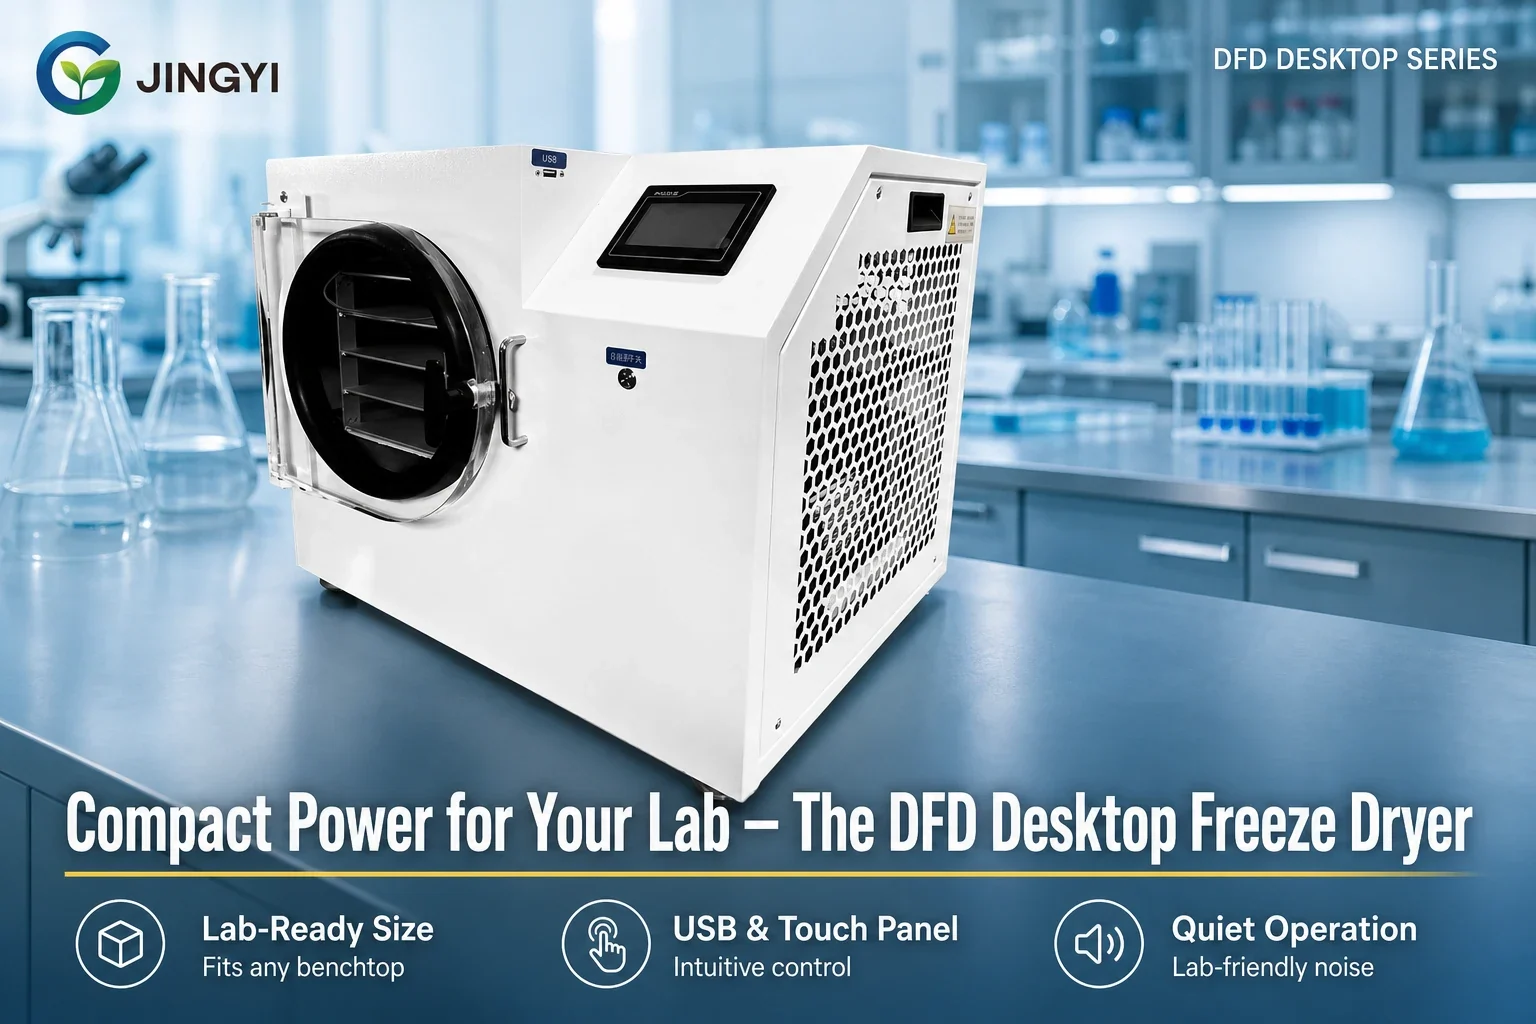 JINGYI
DFD DESKTOP SERIES
USB
Compact Power for Your Lab – The DFD Desktop Freeze Dryer
Lab-Ready Size
Fits any benchtop
USB & Touch Panel
Intuitive control
Quiet Operation
Lab-friendly noise